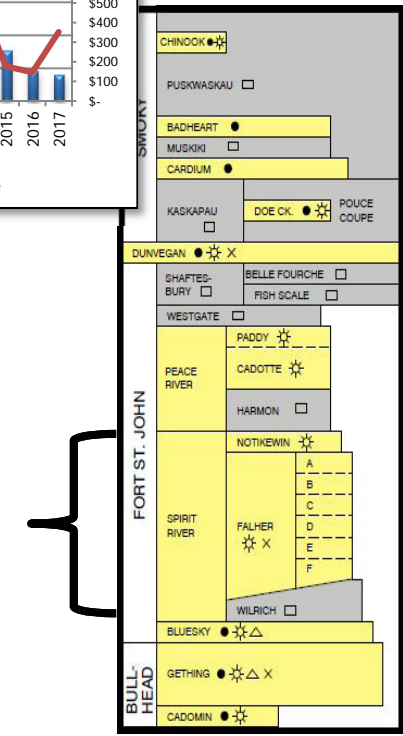 $500
$400
$300
$200
$100
$-
2015
2016
2017
SMOKY
CHINOOK
PUSKWASKAU
BADHEART
MUSKIKI
CARDIUM
KASKAPAU
DOE CK.
POUCE
COUPE
DUNVEGAN
X
SHAFTES-
BURY
BELLE FOURCHE
FISH SCALE
WESTGATE
FORT ST. JOHN
PEACE
RIVER
PADDY
CADOTTE
HARMON
SPIRIT
RIVER
NOTIKEWIN
FALHER
X
A
B
C
D
E
F
WILRICH
BLUESKY
BULL-
HEAD
GETHING
X
CADOMIN